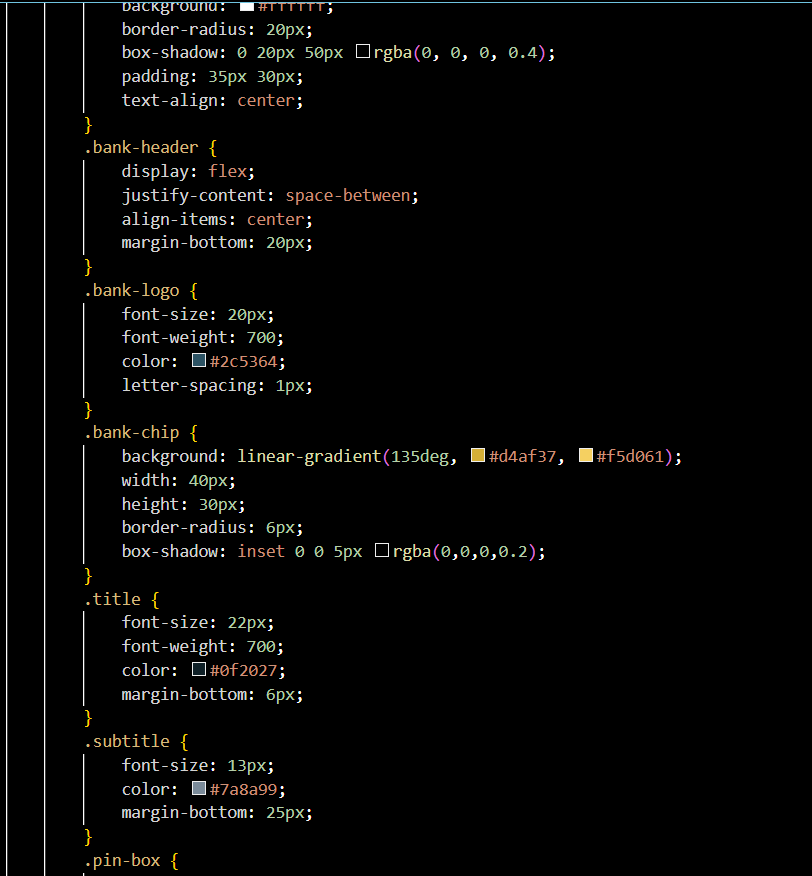 background: #ffffff;
border-radius: 20px;
box-shadow: 0 20px 50px rgba(0, 0, 0, 0.4);
padding: 35px 30px;
text-align: center;
}
.bank-header {
display: flex;
justify-content: space-between;
align-items: center;
margin-bottom: 20px;
}
.bank-logo {
font-size: 20px;
font-weight: 700;
color: #2c5364;
letter-spacing: 1px;
}
.bank-chip {
background: linear-gradient(135deg, #d4af37, #f5d061);
width: 40px;
height: 30px;
border-radius: 6px;
box-shadow: inset 0 0 5px rgba(0,0,0,0.2);
}
.title {
font-size: 22px;
font-weight: 700;
color: #0f2027;
margin-bottom: 6px;
}
.subtitle {
font-size: 13px;
color: #7a8a99;
margin-bottom: 25px;
}
.pin-box {